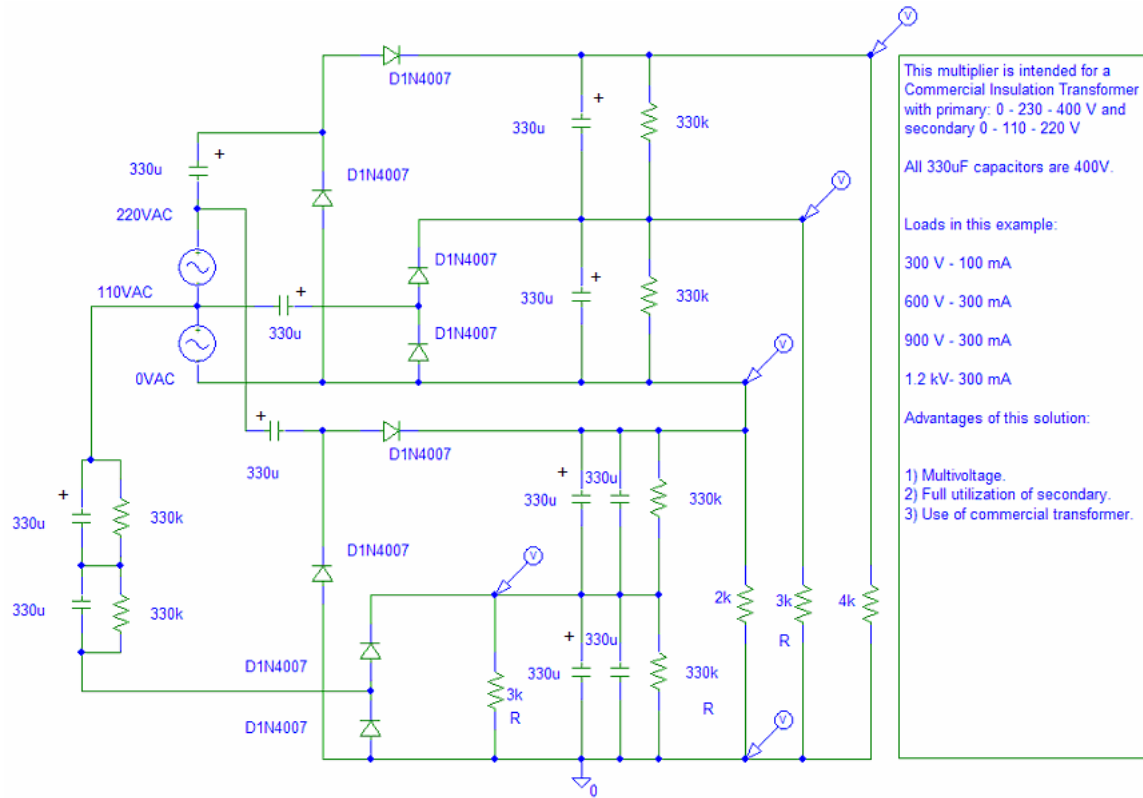 V
D1N4007
330u
+
330k
This multiplier is intended for a
Commercial Insulation Transformer
with primary: 0 - 230 - 400 V and
secondary 0 - 110 - 220 V
All 330uF capacitors are 400V.
Loads in this example:
300 V - 100 mA
600 V - 300 mA
900 V - 300 mA
1.2 kV- 300 mA
Advantages of this solution:
1) Multivoltage.
2) Full utilization of secondary.
3) Use of commercial transformer.
+
330u
D1N4007
V
220VAC
D1N4007
+
330u
330k
110VAC
+
330u
D1N4007
V
0VAC
+
330u
D1N4007
+
330u
330u
330k
+
330u
330k
D1N4007
V
330u
330k
2k
3k
R
4k
D1N4007
3k
R
+
330u
330u
330k
R
D1N4007
V
0